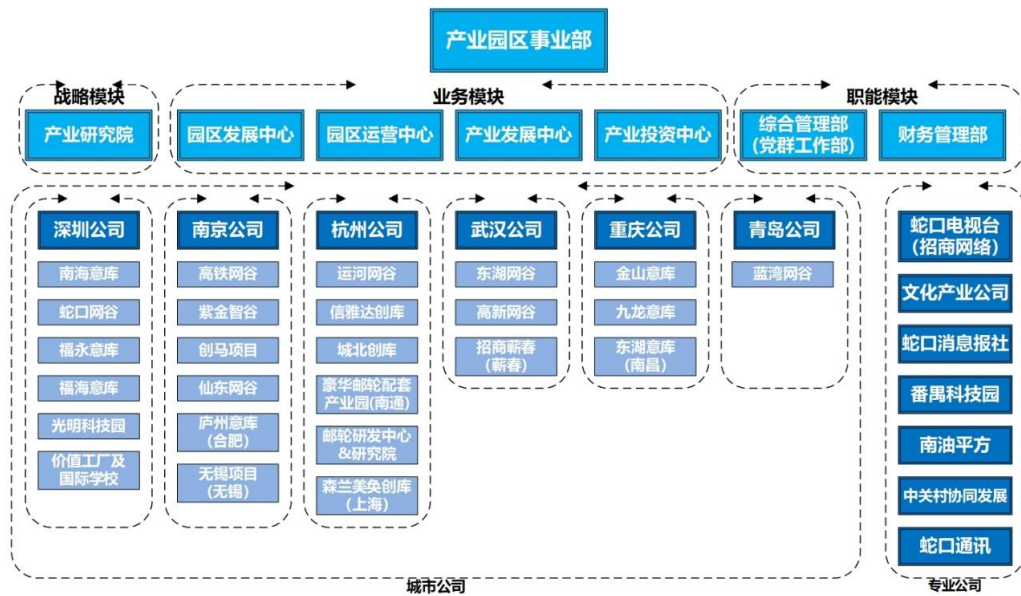 产业园区事业部
战略模块
业务模块
职能模块
产业研究院
园区发展中心
园区运营中心
产业发展中心
产业投资中心
综合管理部
(党群工作部)
财务管理部
深圳公司
南海意库
蛇口网谷
福永意库
福海意库
光明科技园
价值工厂及
国际学校
南京公司
高铁网谷
紫金智谷
创马项目
仙东网谷
庐州意库
(合肥)
无锡项目
(无锡)
杭州公司
运河网谷
信雅达创库
城北创库
豪华邮轮配套
产业园(南通)
邮轮研发中心
&研究院
森兰美奂创库
(上海)
武汉公司
东湖网谷
高新网谷
招商蕲春
(蕲春)
重庆公司
金山意库
九龙意库
东湖意库
(南昌)
青岛公司
蓝湾网谷
蛇口电视台
(招商网络)
文化产业公司
蛇口消息报社
番禺科技园
南油平方
中关村协同发展
蛇口通讯
城市公司
专业公司